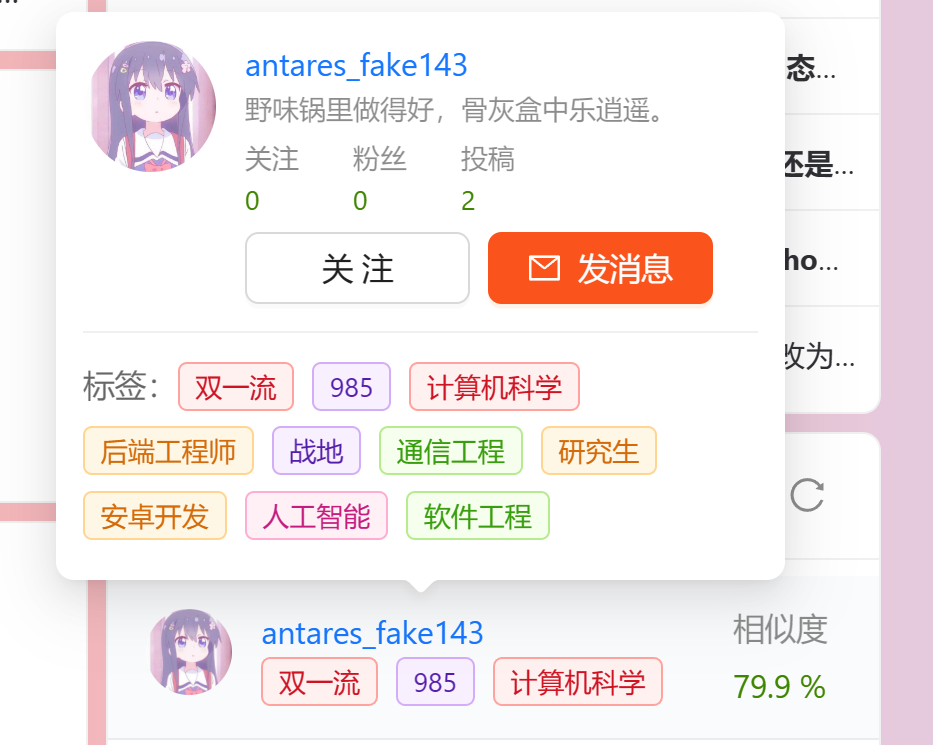 ...
antares_fake143
态...
野味锅里做得好，骨灰盒中乐逍遥。
关注 粉丝 投稿
还是...
0 0 2
关注 发消息
ho...
改为...
标签： 双一流 985 计算机科学
后端工程师 战地 通信工程 研究生
安卓开发 人工智能 软件工程
antares_fake143 相似度
双一流 985 计算机科学 79.9 %